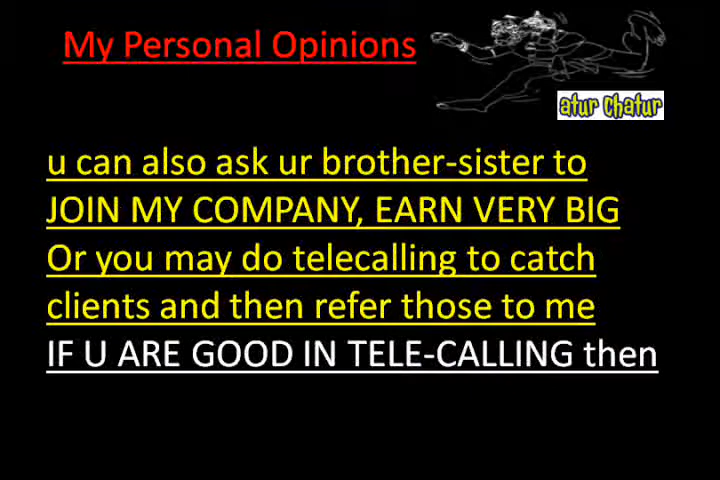 My Personal Opinions
atur chatur
u can also ask ur brother-sister to
JOIN MY COMPANY, EARN VERY BIG
Or you may do telecalling to catch
clients and then refer those to me
IF U ARE GOOD IN TELE-CALLING then